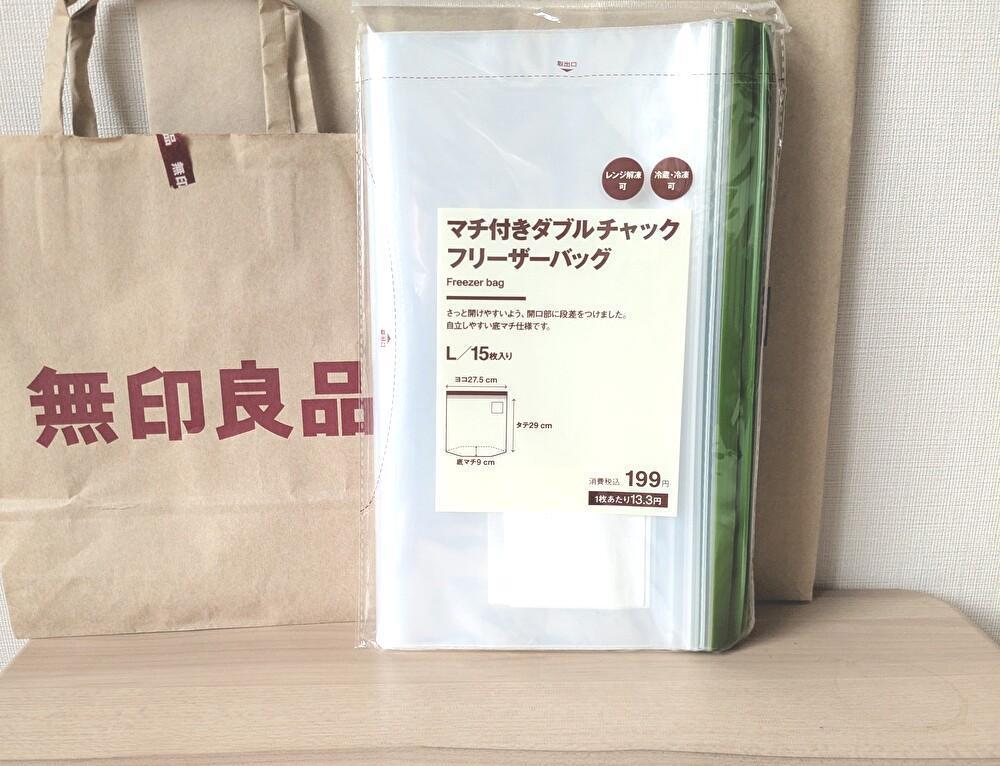 品 無印
無印良品
取出口
取出口
レンジ解凍
可
冷蔵・冷凍
可
マチ付きダブルチャック
フリーザーバッグ
Freezer bag
さっと開けやすいよう、開口部に段差をつけました。
自立しやすい底マチ仕様です。
L／15枚入り
ヨコ27.5 cm
タテ29 cm
底マチ9 cm
消費税込 199円
1枚あたり13.3円